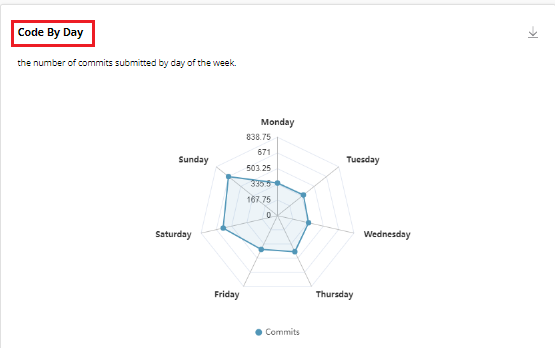 Code By Day
the number of commits submitted by day of the week.
Monday
838.75
671
Sunday
Tuesday
503.25
335.5
167.75
0
Saturday
Wednesday
Friday
Thursday
Commits